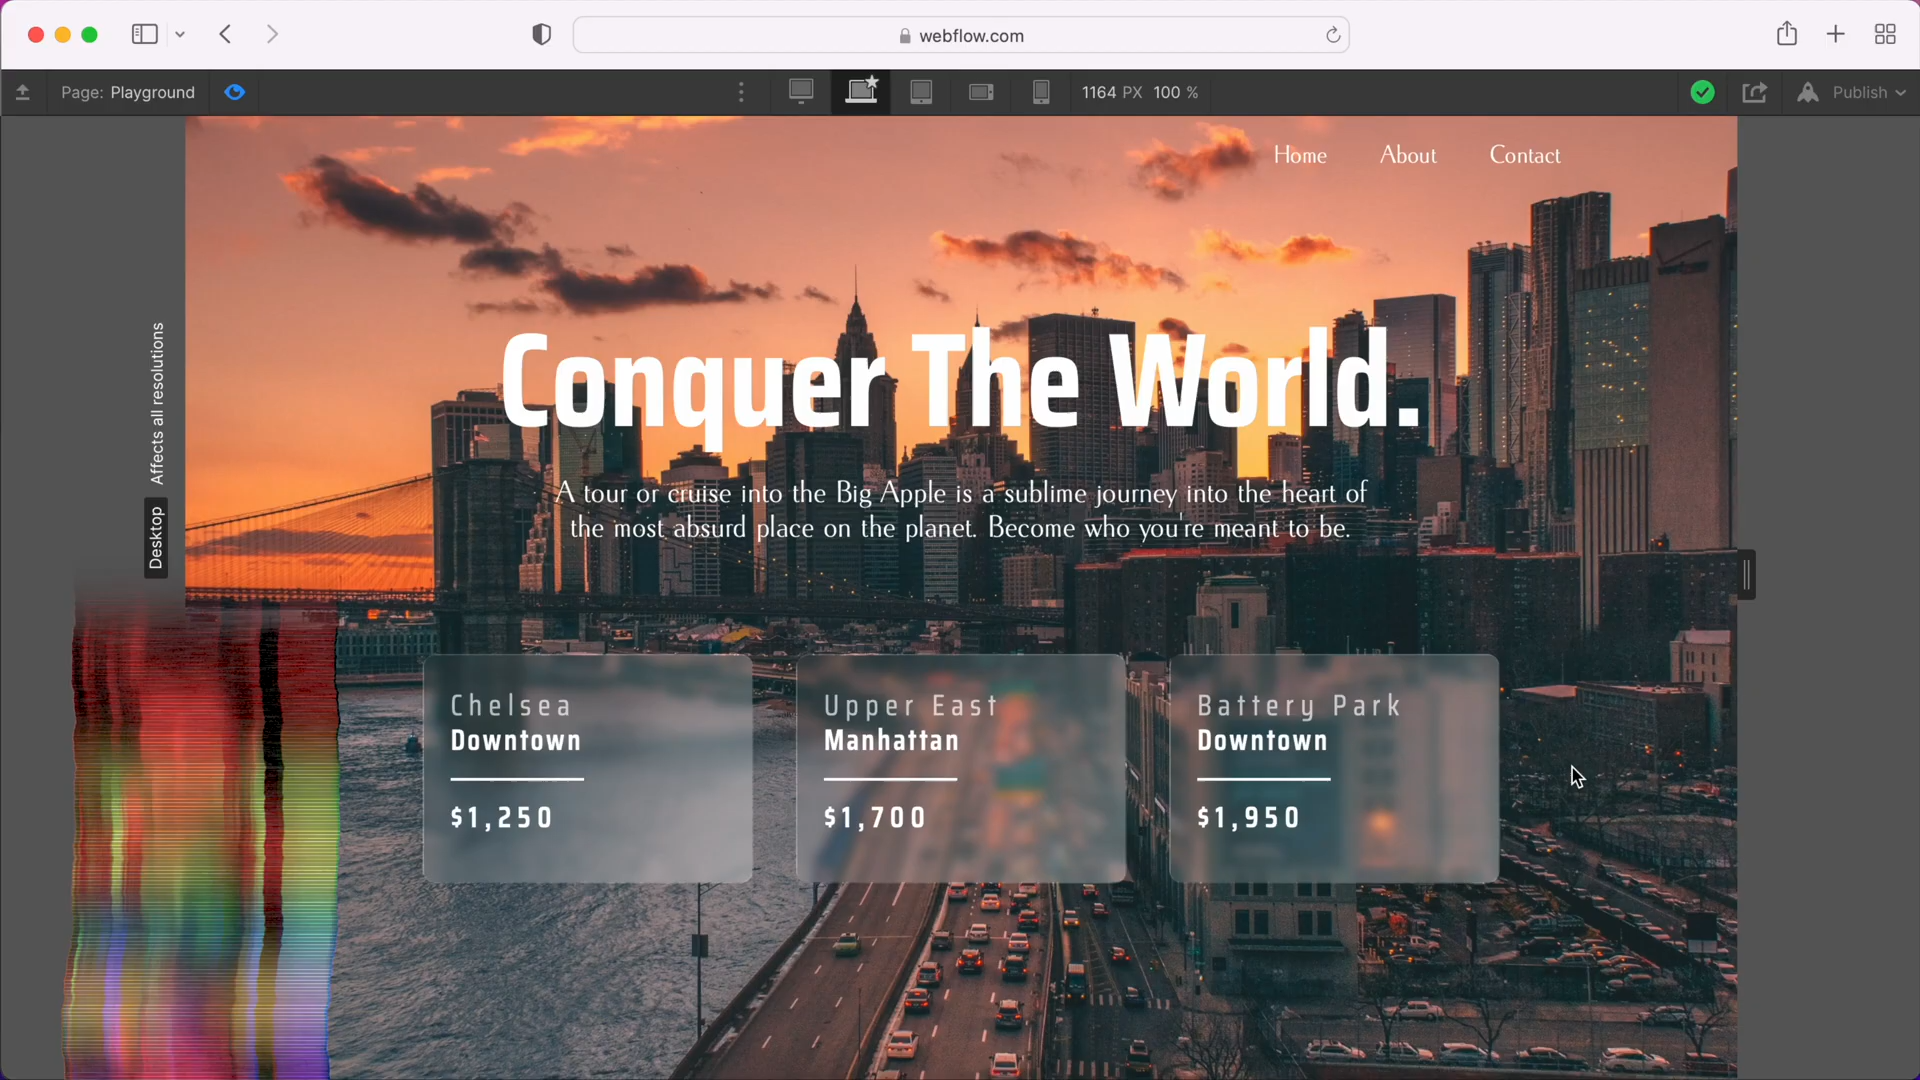 webflow.com
Page: Playground
1164 PX 100 %
Publish
Home About Contact
Affects all resolutions
Desktop
Conquer The World.
A tour or cruise into the Big Apple is a sublime journey into the heart of
the most absurd place on the planet. Become who you're meant to be.
Chelsea
Downtown
$1,250
Upper East
Manhattan
$1,700
Battery Park
Downtown
$1,950